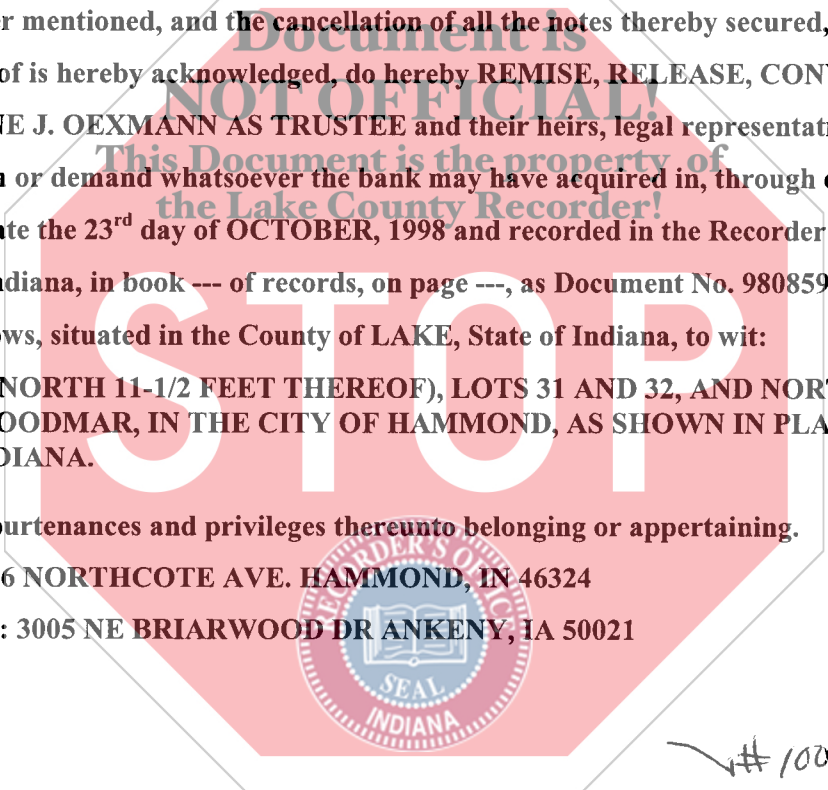 er mentioned, and the cancellation of all the notes thereby secured,
of is hereby acknowledged, do hereby REMISE, RELEASE, CONV
NE J. OEXMANN AS TRUSTEE and their heirs, legal representati
n or demand whatsoever the bank may have acquired in, through
ate the 23rd day of OCTOBER, 1998 and recorded in the Recorder
ndiana, in book --- of records, on page ---, as Document No. 980859
ows, situated in the County of LAKE, State of Indiana, to wit:
NORTH 11-1/2 FEET THEREOF), LOTS 31 AND 32, AND NORT
OODMAR, IN THE CITY OF HAMMOND, AS SHOWN IN PLA
DIANA.
purtenances and privileges thereunto belonging or appertaining.
6 NORTHCOTE AVE. HAMMOND, IN 46324
: 3005 NE BRIARWOOD DR ANKENY, IA 50021
Document is
NOT OFFICIAL!
This Document is the property of
the Lake County Recorder!
STOP
RECORDER'S OFFIC
SEAL
INDIANA
# 100